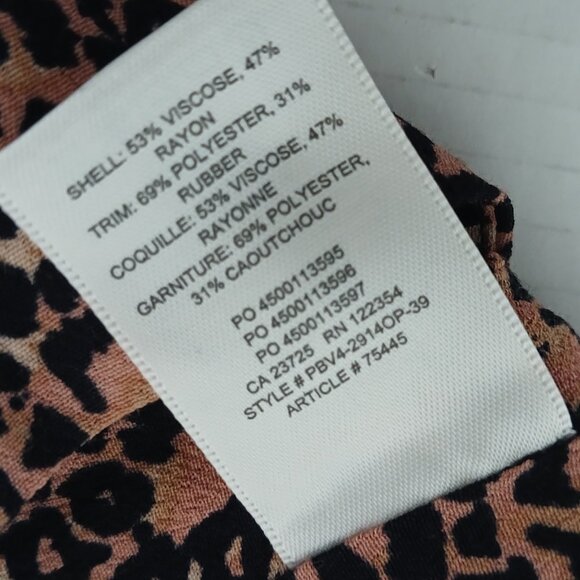 SHELL: 53% VISCOSE, 47%
RAYON
TRIM: 69% POLYESTER, 31%
RUBBER
COQUILLE: 53% VISCOSE, 47%
RAYONNE
GARNITURE: 69% POLYESTER,
31% CAOUTCHOUC
PO 4500113595
PO 4500113596
PO 4500113597
CA 23725 RN 122354
STYLE # PBV4-2914OP-39
ARTICLE # 75445